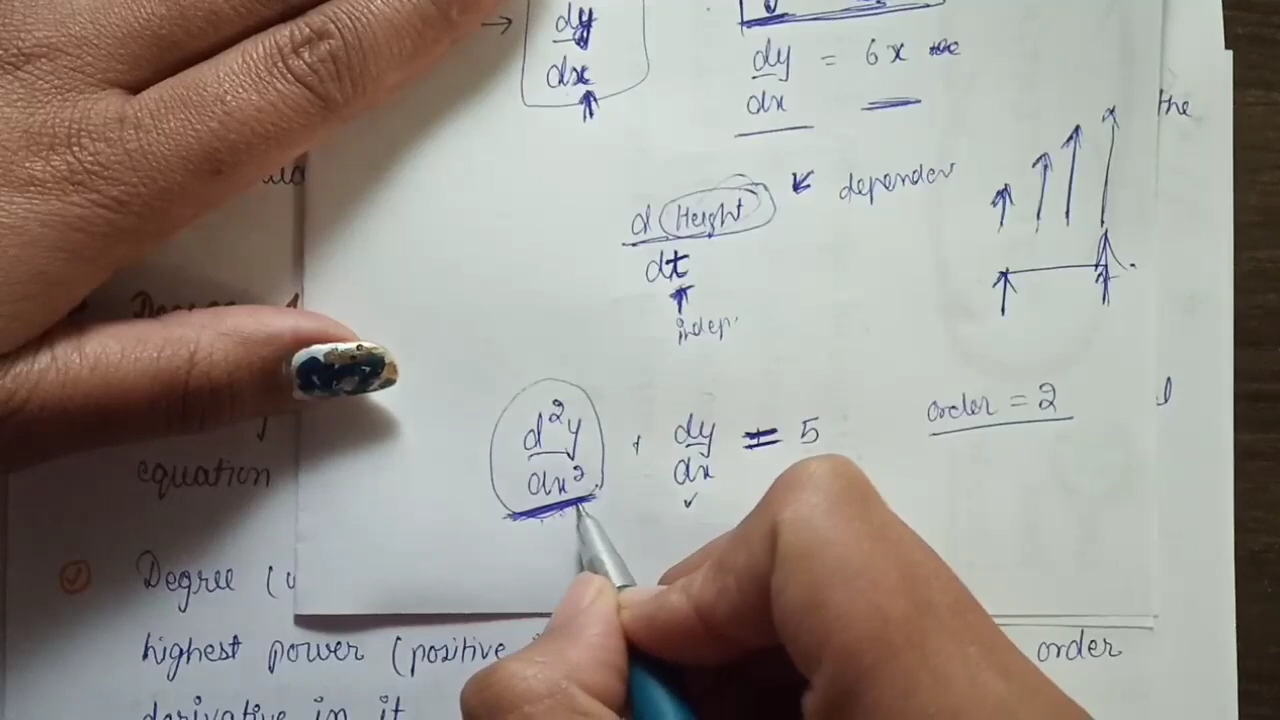 → dy
dx
dy/dx = 6x
the
d Height
dependen
dt
indep.
d²y/dx² + dy/dx = 5
order = 2
equation
Degree (
highest power (positive
order
derivative in it